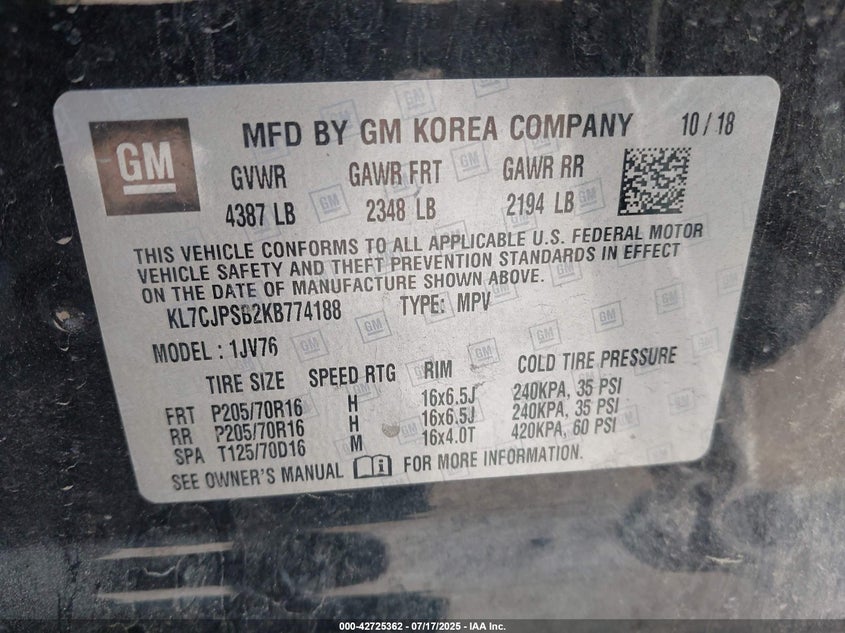 GM
MFD BY GM KOREA COMPANY 10 / 18
GVWR GAWR FRT GAWR RR
4387 LB 2348 LB 2194 LB
THIS VEHICLE CONFORMS TO ALL APPLICABLE U.S. FEDERAL MOTOR
VEHICLE SAFETY AND THEFT PREVENTION STANDARDS IN EFFECT
ON THE DATE OF MANUFACTURE SHOWN ABOVE.
KL7CJPSB2KB774188 TYPE: MPV
MODEL : 1JV76
TIRE SIZE SPEED RTG RIM COLD TIRE PRESSURE
FRT P205/70R16 H 16x6.5J 240KPA, 35 PSI
RR P205/70R16 H 16x6.5J 240KPA, 35 PSI
SPA T125/70D16 M 16x4.0T 420KPA, 60 PSI
SEE OWNER'S MANUAL FOR MORE INFORMATION.
000-42725362 - 07/17/2025 - IAA Inc.